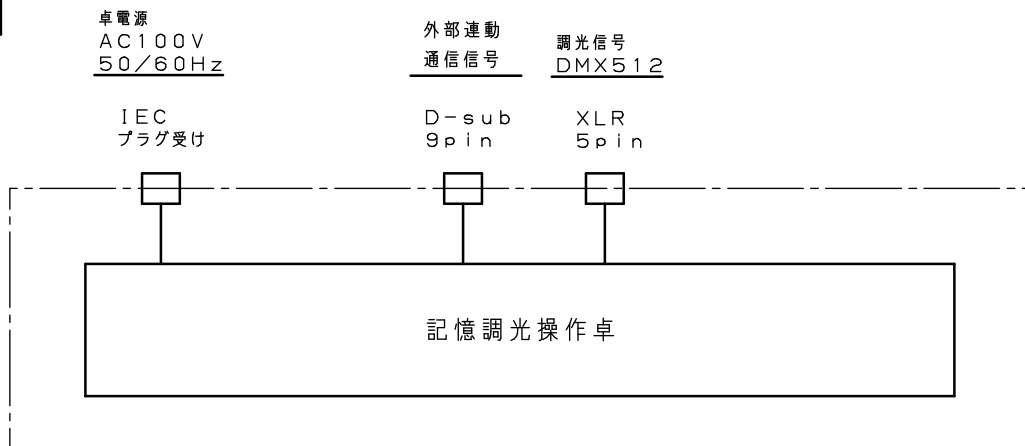 卓電源
AC100V
50/60Hz
IEC
プラグ受け
外部連動
通信信号
D-sub
9pin
調光信号
DMX512
XLR
5pin
記憶調光操作卓